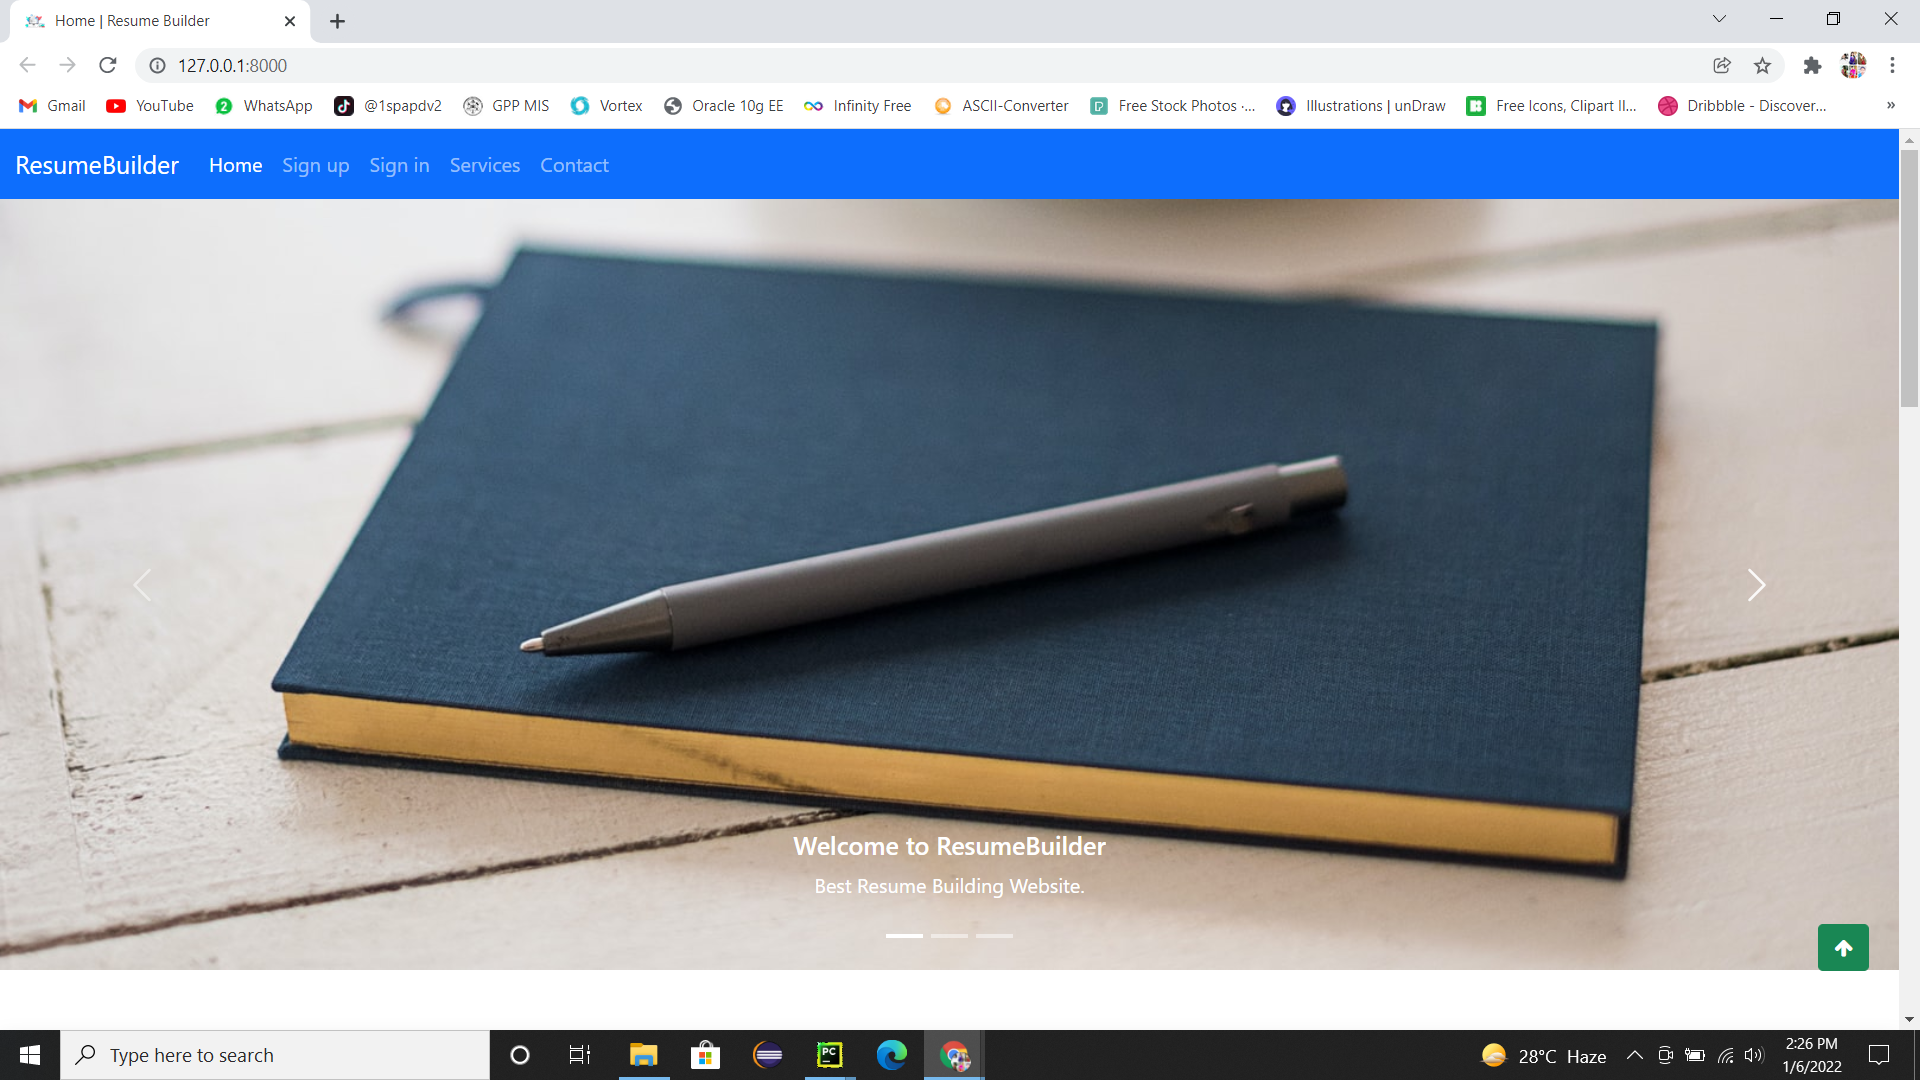 Home | Resume Builder
127.0.0.1:8000
Gmail YouTube 2 WhatsApp @1spapdv2 GPP MIS Vortex Oracle 10g EE Infinity Free ASCII-Converter Free Stock Photos ·... Illustrations | unDraw Free Icons, Clipart Il... Dribbble - Discover... »
ResumeBuilder Home Sign up Sign in Services Contact
Welcome to ResumeBuilder
Best Resume Building Website.
Type here to search PC 28°C Haze 2:26 PM
1/6/2022